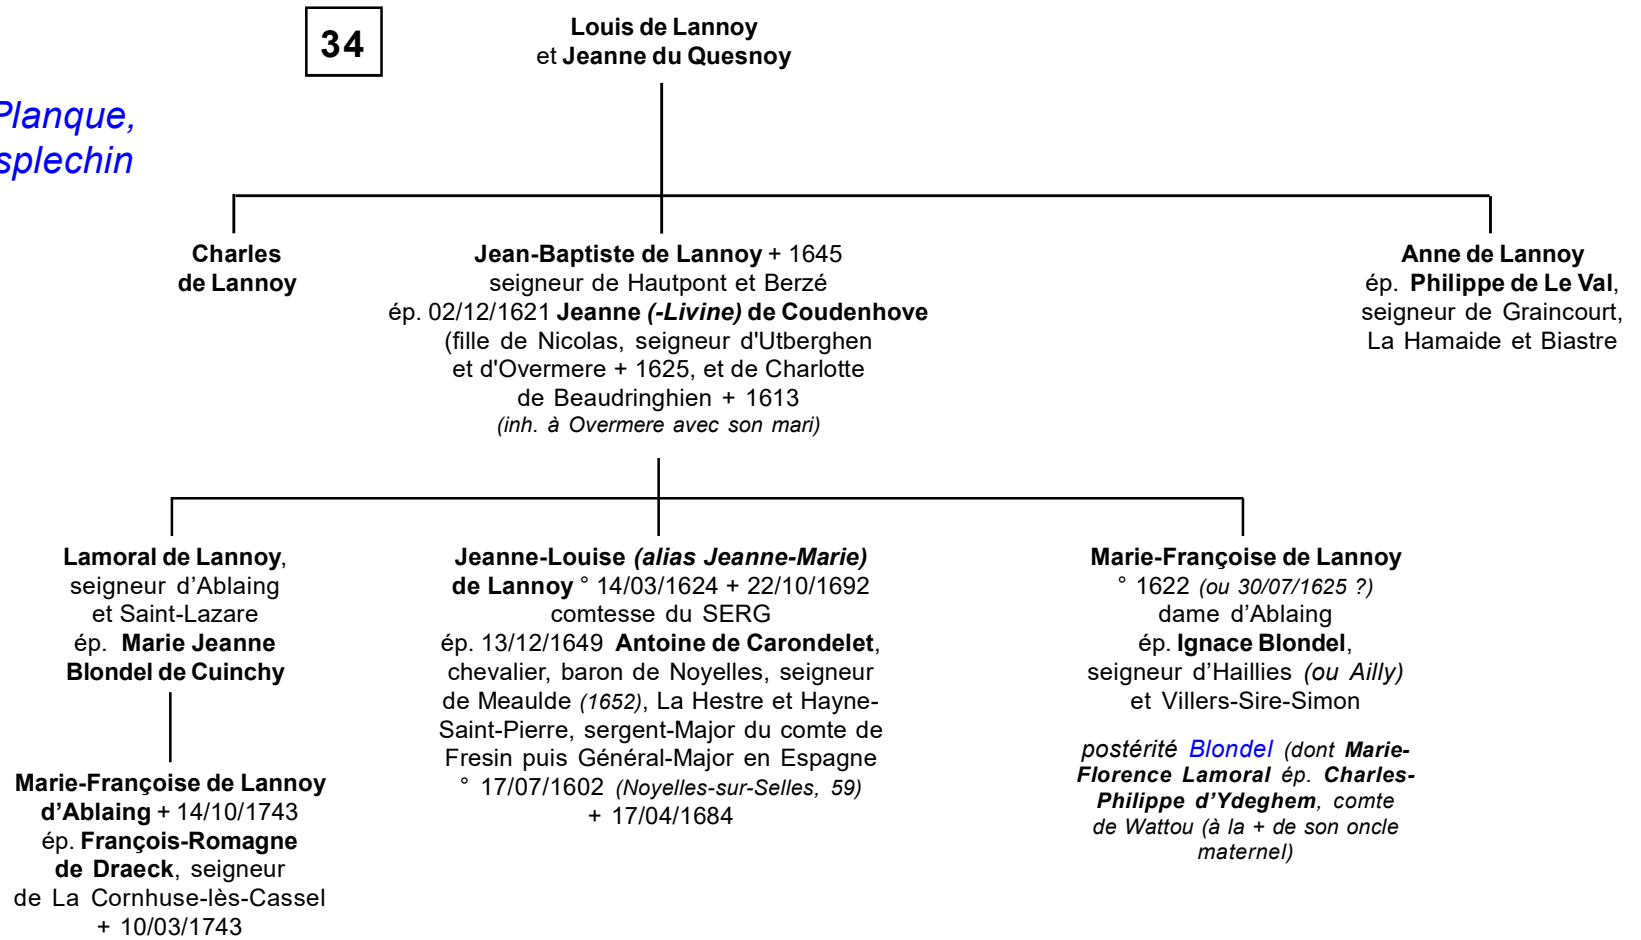 34
Louis de Lannoy
et Jeanne du Quesnoy
Planque,
splechin
Charles
de Lannoy
Jean-Baptiste de Lannoy + 1645
seigneur de Hautpont et Berzé
ép. 02/12/1621 Jeanne (-Livine) de Coudenhove
(fille de Nicolas, seigneur d'Utberghen
et d'Overmere + 1625, et de Charlotte
de Beaudringhien + 1613
(inh. à Overmere avec son mari)
Anne de Lannoy
ép. Philippe de Le Val,
seigneur de Graincourt,
La Hamaide et Biastre
Lamoral de Lannoy,
seigneur d’Ablaing
et Saint-Lazare
ép. Marie Jeanne
Blondel de Cuinchy
Jeanne-Louise (alias Jeanne-Marie)
de Lannoy ° 14/03/1624 + 22/10/1692
comtesse du SERG
ép. 13/12/1649 Antoine de Carondelet,
chevalier, baron de Noyelles, seigneur
de Meaulde (1652), La Hestre et Hayne-
Saint-Pierre, sergent-Major du comte de
Fresin puis Général-Major en Espagne
° 17/07/1602 (Noyelles-sur-Selles, 59)
+ 17/04/1684
Marie-Françoise de Lannoy
° 1622 (ou 30/07/1625 ?)
dame d’Ablaing
ép. Ignace Blondel,
seigneur d’Haillies (ou Ailly)
et Villers-Sire-Simon
postérité Blondel (dont Marie-
Florence Lamoral ép. Charles-
Philippe d’Ydeghem, comte
de Wattou (à la + de son oncle
maternel)
Marie-Françoise de Lannoy
d’Ablaing + 14/10/1743
ép. François-Romagne
de Draeck, seigneur
de La Cornhuse-lès-Cassel
+ 10/03/1743